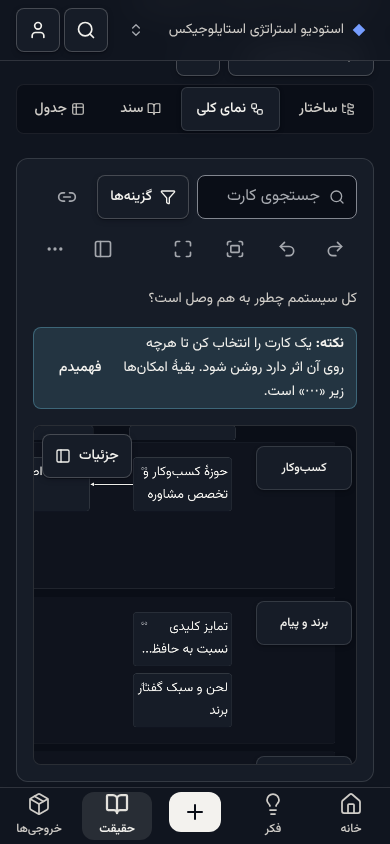 استودیو استراتژی استایلوجیکس
ساختار
نمای کلی
سند
جدول
جستجوی کارت
گزینه‌ها
کل سیستمم چطور به هم وصل است؟
نکته: یک کارت را انتخاب کن تا هرچه
روی آن اثر دارد روشن شود. بقیهٔ امکان‌ها
زیر «···» است.
فهمیدم
جزئیات
کسب‌وکار
حوزهٔ کسب‌وکار و
تخصص مشاوره
برند و پیام
تمایز کلیدی
نسبت به حافظ...
لحن و سبک گفتار
برند
خانه
فکر
حقیقت
خروجی‌ها